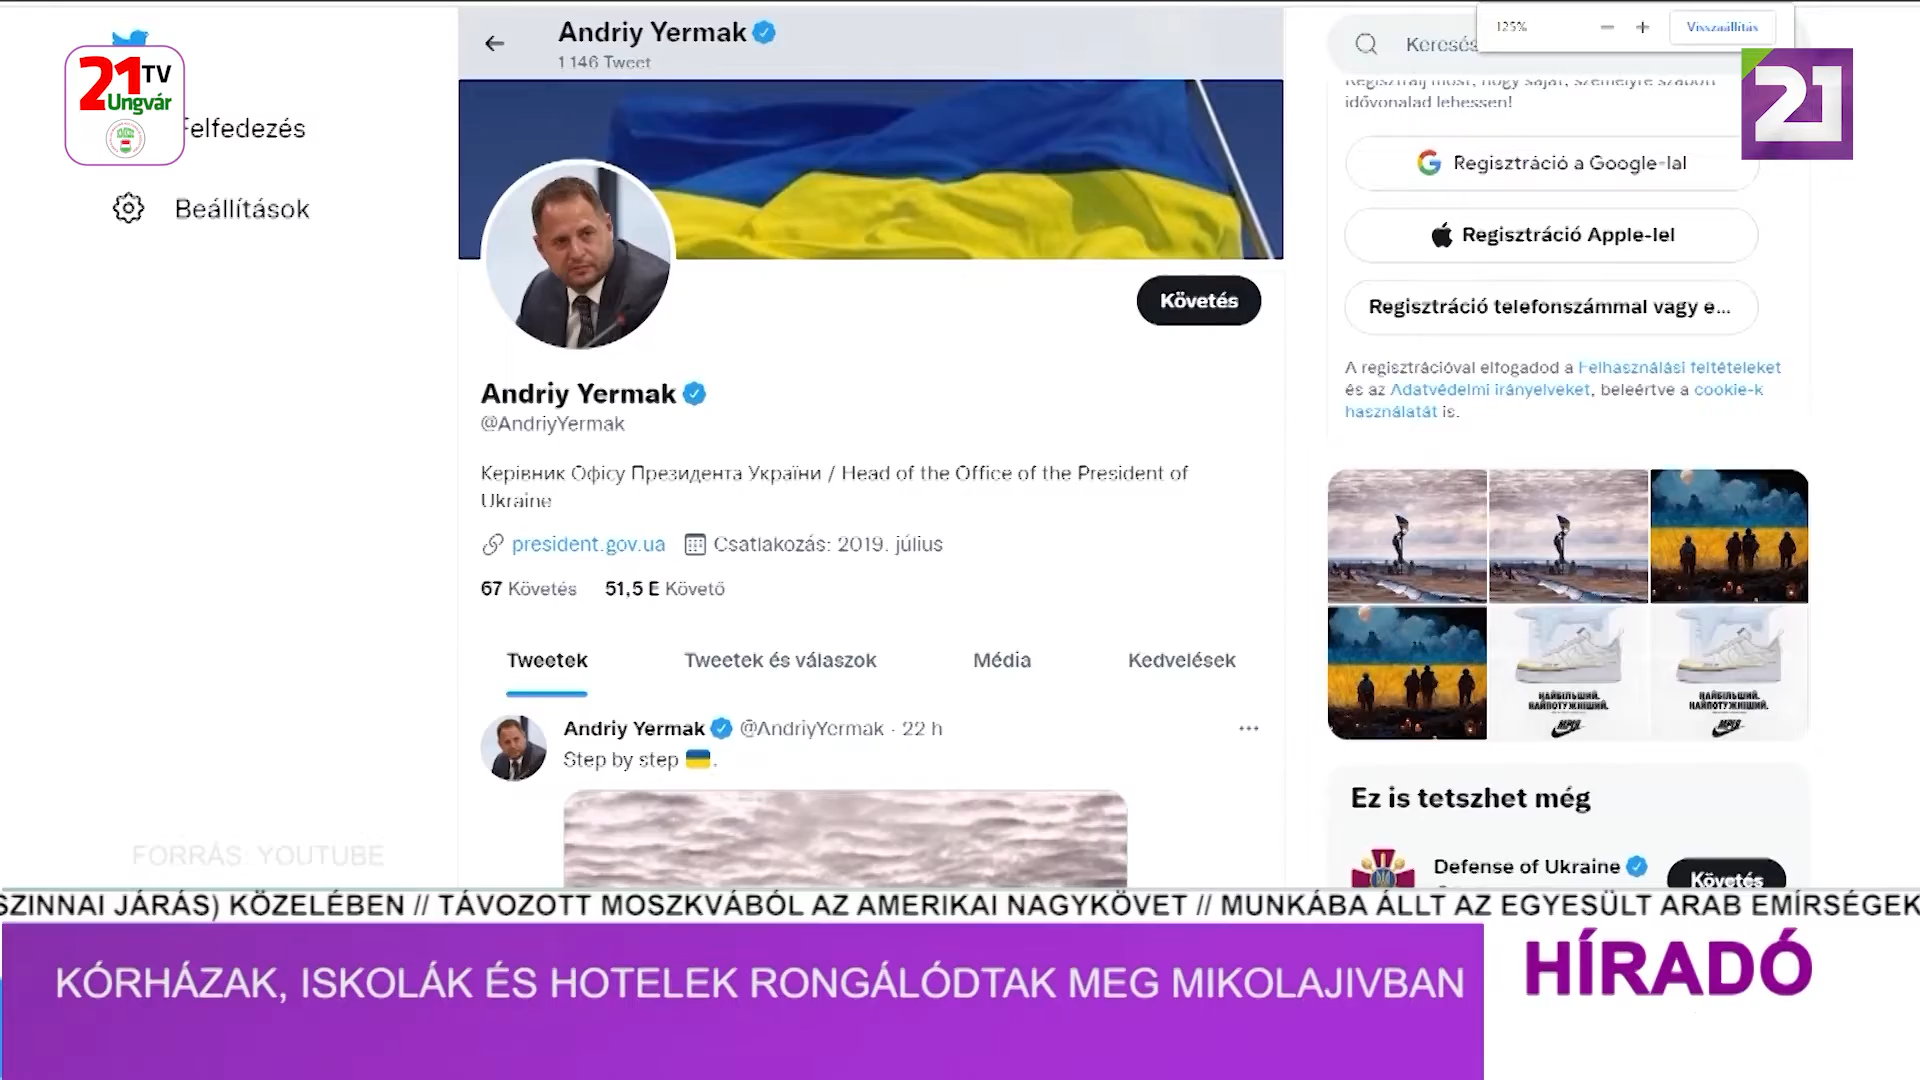 Andriy Yermak
1 146 Tweet
125%
Visszaállítás
21 TV
Ungvár
21
Felfedezés
Beállítások
Követés
Andriy Yermak
@AndriyYermak
Керівник Офісу Президента України / Head of the Office of the President of
Ukraine
president.gov.ua Csatlakozás: 2019. július
67 Követés 51,5 E Követő
Tweetek Tweetek és válaszok Média Kedvelések
Andriy Yermak @AndriyYermak · 22 h
Step by step
Keresés
Regisztrálj most, hogy saját, személyre szabott
idővonalad lehessen!
Regisztráció a Google-lal
Regisztráció Apple-lel
Regisztráció telefonszámmal vagy e...
A regisztrációval elfogadod a Felhasználási feltételeket
és az Adatvédelmi irányelveket, beleértve a cookie-k
használatát is.
НАЙБІЛЬШИЙ.
НАЙПОТУЖНІШИЙ.
НАЙБІЛЬШИЙ.
НАЙПОТУЖНІШИЙ.
Ez is tetszhet még
Defense of Ukraine
Követés
FORRÁS: YOUTUBE
SZINNAI JÁRÁS) KÖZELÉBEN // TÁVOZOTT MOSZKVÁBÓL AZ AMERIKAI NAGYKÖVET // MUNKÁBA ÁLLT AZ EGYESÜLT ARAB EMÍRSÉGEK
KÓRHÁZAK, ISKOLÁK ÉS HOTELEK RONGÁLÓDTAK MEG MIKOLAJIVBAN
HÍRADÓ